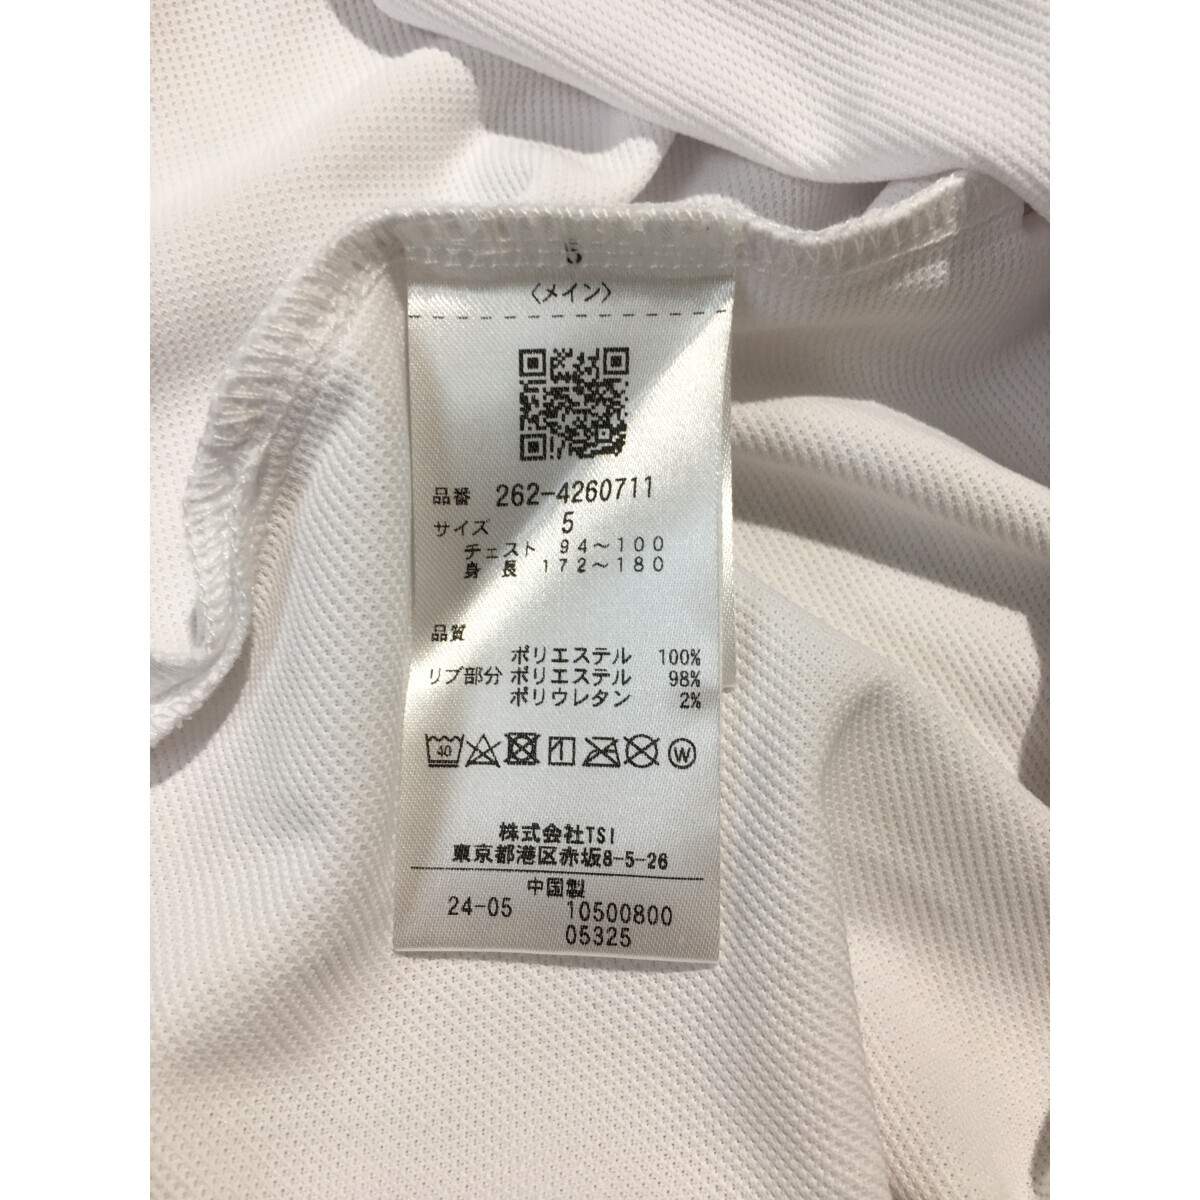 5
〈メイン〉
品番 262-4260711
サイズ 5
チェスト 94～100
身 長 172～180
品質
ポリエステル 100%
リブ部分 ポリエステル 98%
ポリウレタン 2%
40 W
株式会社TSI
東京都港区赤坂8-5-26
中国製
24-05 10500800
05325